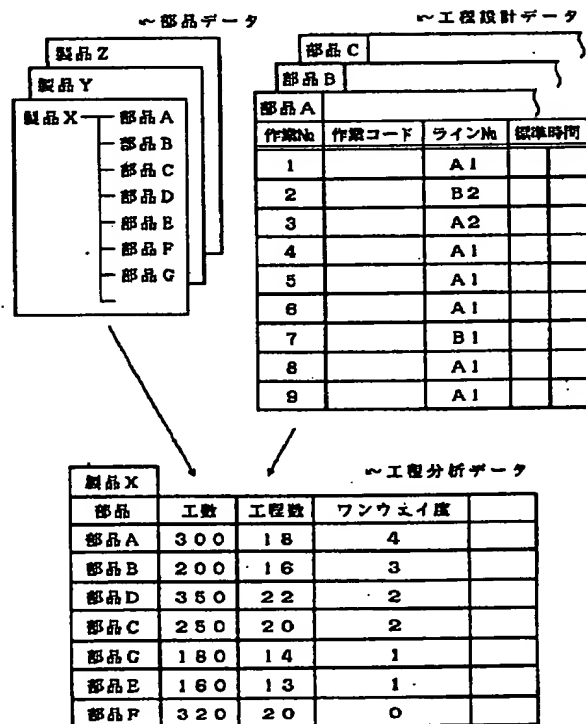 ～部品データ
～工程設計データ
製品Z
製品Y
製品X 部品A
部品B
部品C
部品D
部品E
部品F
部品G
部品C
部品B
部品A
作業№ 作業コード ライン№ 標準時間
1 A1
2 B2
3 A2
4 A1
5 A1
6 A1
7 B1
8 A1
9 A1
～工程分析データ
製品X
部品 工数 工程数 ワンウェイ度
部品A 300 18 4
部品B 200 16 3
部品D 350 22 2
部品C 250 20 2
部品G 180 14 1
部品E 160 13 1
部品F 320 20 0